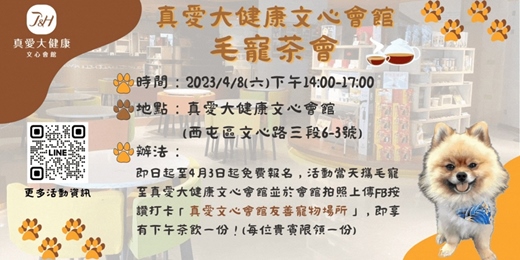 J&H
真愛大健康
文心會館
真愛大健康文心會館
毛寵茶會
時間：2023/4/8(六)下午14:00-17:00
地點：真愛大健康文心會館
(西屯區文心路三段6-3號)
辦法：
即日起至4月3日起免費報名，活動當天攜毛寵
至真愛大健康文心會館並於會館拍照上傳FB按
讚打卡「真愛文心會館友善寵物場所」，即享
有下午茶飲一份！(每位貴賓限領一份)
LINE
更多活動資訊